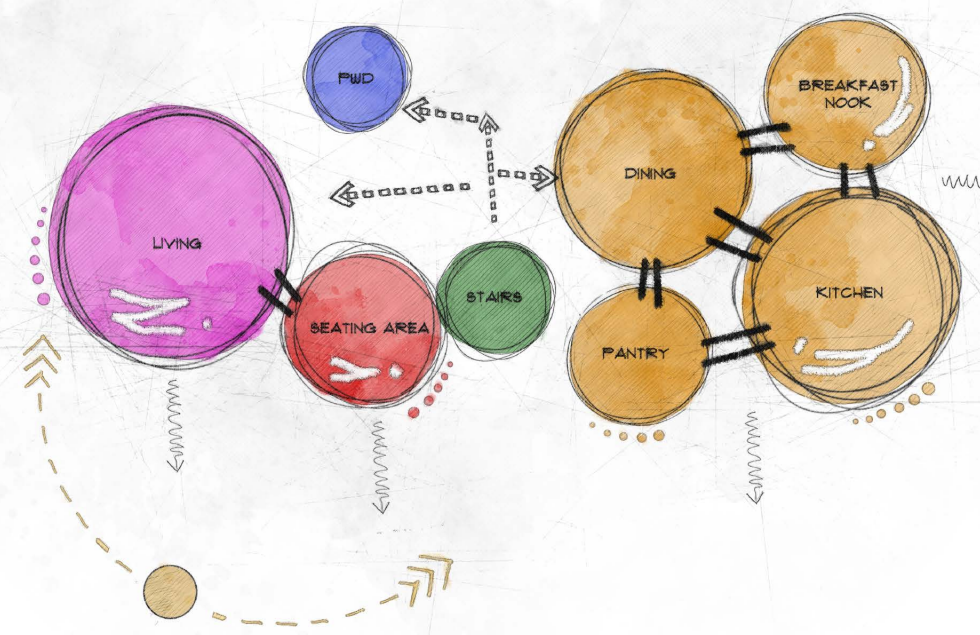 PWD
BREAKFAST
NOOK
DINING
LIVING
STAIRS
KITCHEN
SEATING AREA
PANTRY